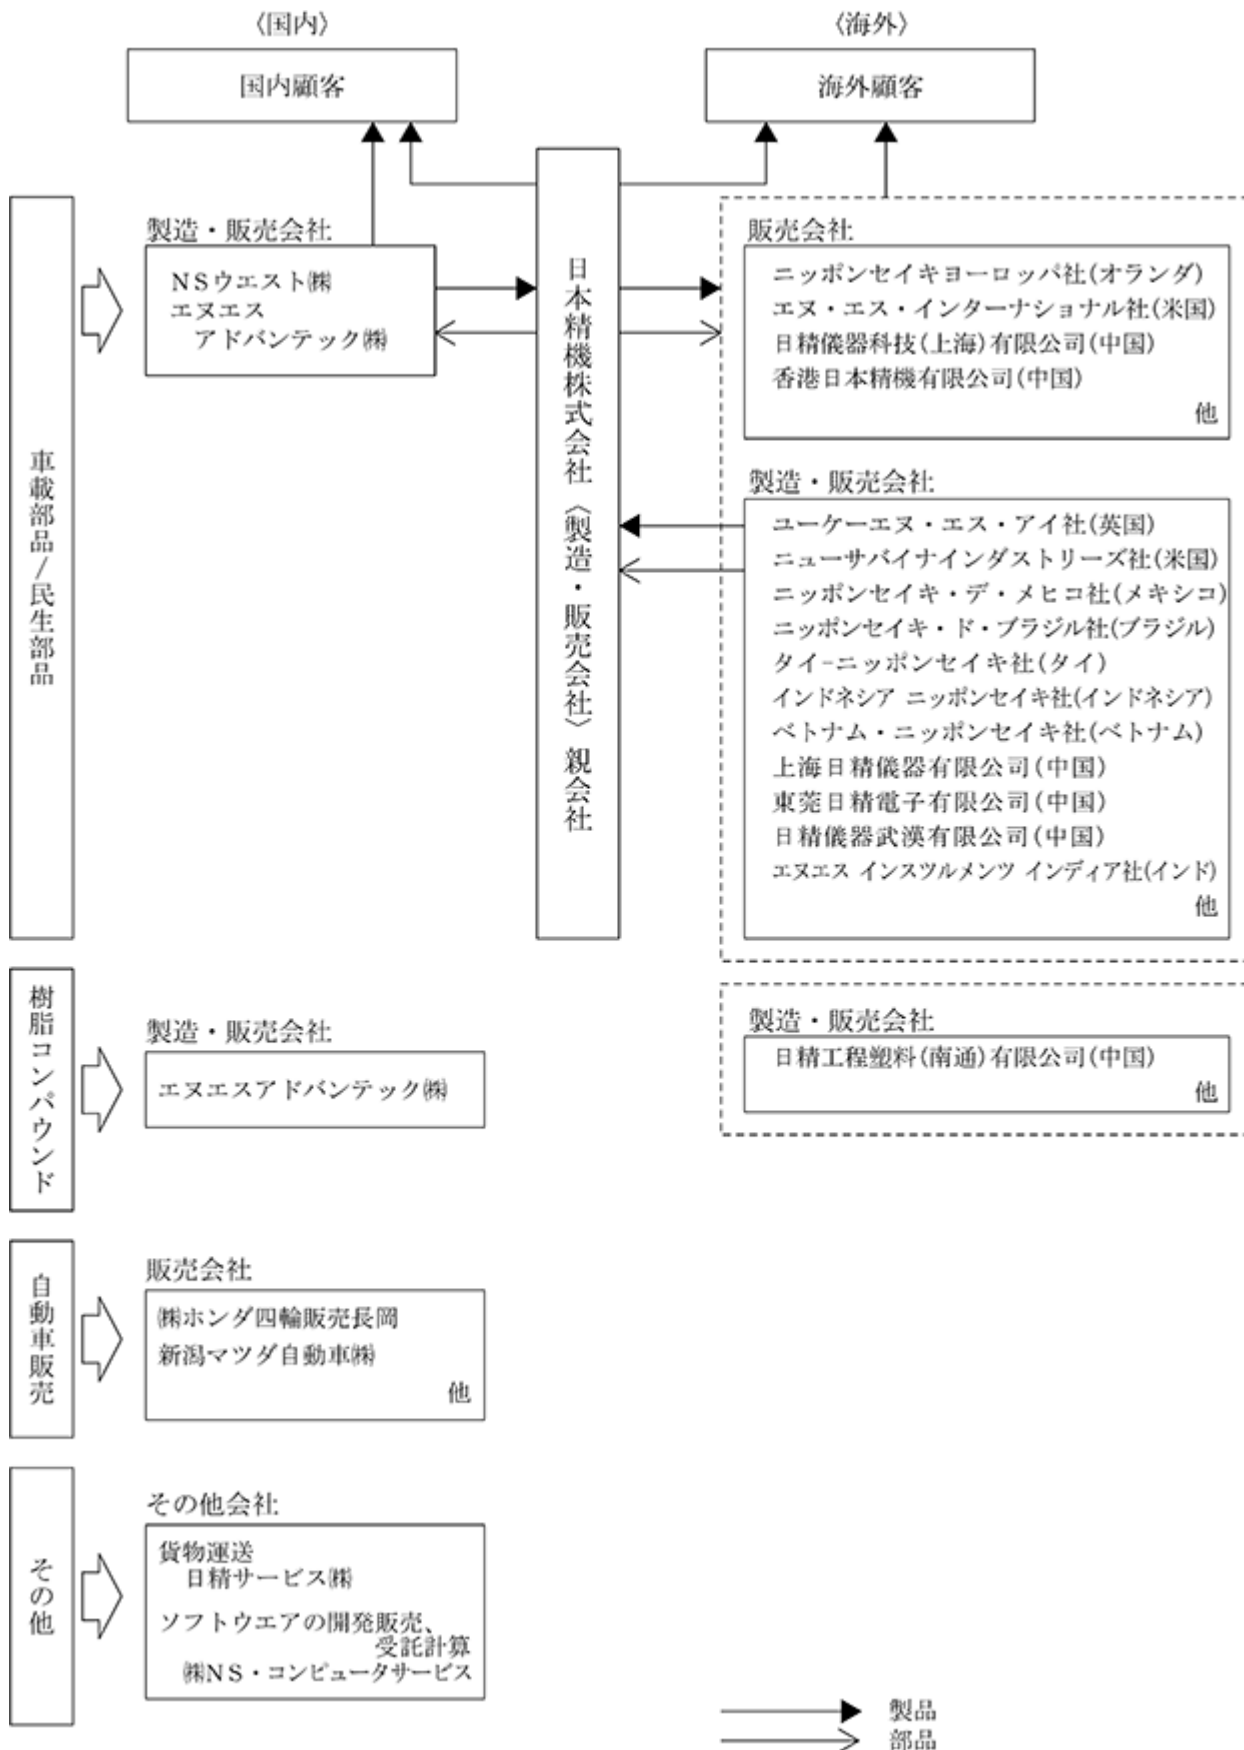 〈国内〉
〈海外〉
国内顧客
海外顧客
車載部品/民生部品
製造・販売会社
NSウエスト㈱
エヌエス
アドバンテック㈱
日本精機株式会社〈製造・販売会社〉親会社
販売会社
ニッポンセイキヨーロッパ社(オランダ)
エヌ・エス・インターナショナル社(米国)
日精儀器科技(上海)有限公司(中国)
香港日本精機有限公司(中国)
他
製造・販売会社
ユーケーエヌ・エス・アイ社(英国)
ニューサバイナインダストリーズ社(米国)
ニッポンセイキ・デ・メヒコ社(メキシコ)
ニッポンセイキ・ド・ブラジル社(ブラジル)
タイ-ニッポンセイキ社(タイ)
インドネシア ニッポンセイキ社(インドネシア)
ベトナム・ニッポンセイキ社(ベトナム)
上海日精儀器有限公司(中国)
東莞日精電子有限公司(中国)
日精儀器武漢有限公司(中国)
エヌエス インスツルメンツ インディア社(インド)
他
樹脂コンパウンド
製造・販売会社
エヌエスアドバンテック㈱
製造・販売会社
日精工程塑料(南通)有限公司(中国)
他
自動車販売
販売会社
㈱ホンダ四輪販売長岡
新潟マツダ自動車㈱
他
その他
その他会社
貨物運送
日精サービス㈱
ソフトウエアの開発販売、
受託計算
㈱NS・コンピュータサービス
製品
部品